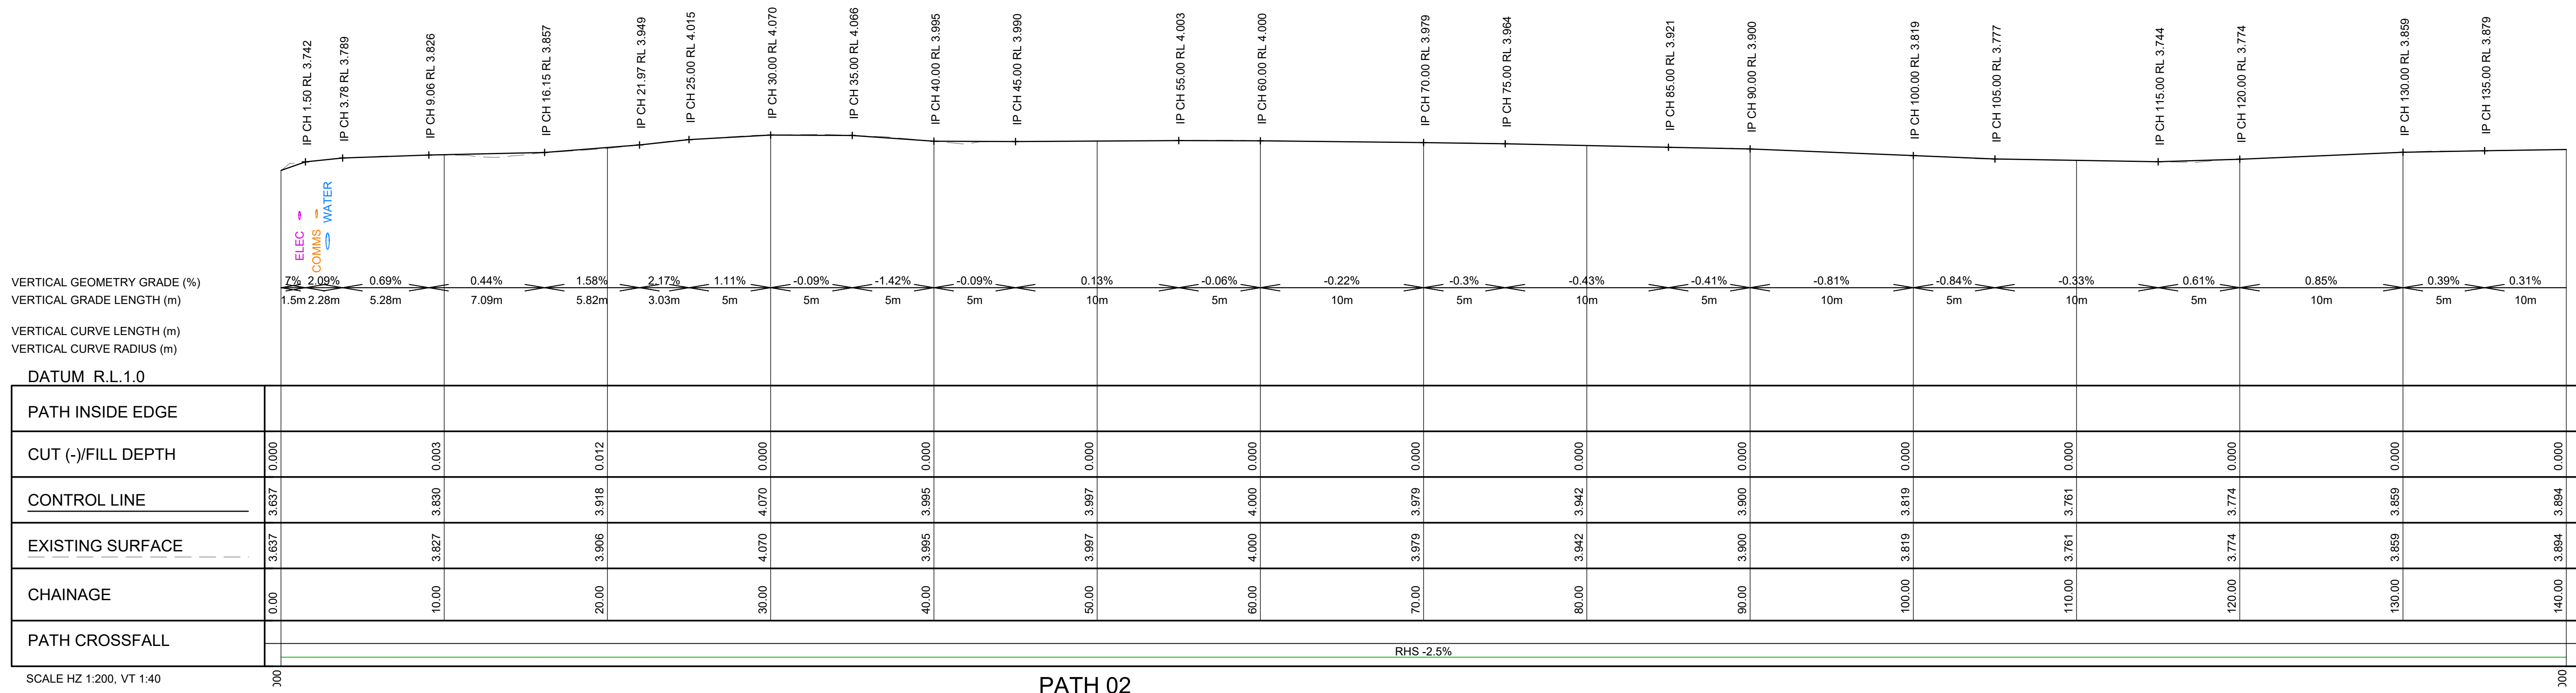 IP CH 1.50 RL 3.742
IP CH 3.78 RL 3.789
IP CH 9.06 RL 3.826
IP CH 16.15 RL 3.857
IP CH 21.97 RL 3.949
IP CH 25.00 RL 4.015
IP CH 30.00 RL 4.070
IP CH 35.00 RL 4.066
IP CH 40.00 RL 3.995
IP CH 45.00 RL 3.990
IP CH 55.00 RL 4.003
IP CH 60.00 RL 4.000
IP CH 70.00 RL 3.979
IP CH 75.00 RL 3.964
IP CH 85.00 RL 3.921
IP CH 90.00 RL 3.900
IP CH 100.00 RL 3.819
IP CH 105.00 RL 3.777
IP CH 115.00 RL 3.744
IP CH 120.00 RL 3.774
IP CH 130.00 RL 3.859
IP CH 135.00 RL 3.879
ELEC
COMMS
WATER
VERTICAL GEOMETRY GRADE (%) 7% 2.09% 0.69% 0.44% 1.58% 2.17% 1.11% -0.09% -1.42% -0.09% 0.13% -0.06% -0.22% -0.3% -0.43% -0.41% -0.81% -0.84% -0.33% 0.61% 0.85% 0.39% 0.31%
VERTICAL GRADE LENGTH (m) 1.5m 2.28m 5.28m 7.09m 5.82m 3.03m 5m 5m 5m 5m 10m 5m 10m 5m 10m 5m 10m 5m 10m 5m 10m 5m 10m
VERTICAL CURVE LENGTH (m)
VERTICAL CURVE RADIUS (m)
DATUM R.L.1.0
PATH INSIDE EDGE
CUT (-)/FILL DEPTH 0.000 0.003 0.012 0.000 0.000 0.000 0.000 0.000 0.000 0.000 0.000 0.000 0.000 0.000 0.000
CONTROL LINE 3.637 3.830 3.918 4.070 3.995 3.997 4.000 3.979 3.942 3.900 3.819 3.761 3.774 3.859 3.894
EXISTING SURFACE 3.637 3.827 3.906 4.070 3.995 3.997 4.000 3.979 3.942 3.900 3.819 3.761 3.774 3.859 3.894
CHAINAGE 0.00 10.00 20.00 30.00 40.00 50.00 60.00 70.00 80.00 90.00 100.00 110.00 120.00 130.00 140.00
PATH CROSSFALL
RHS -2.5%
SCALE HZ 1:200, VT 1:40
PATH 02